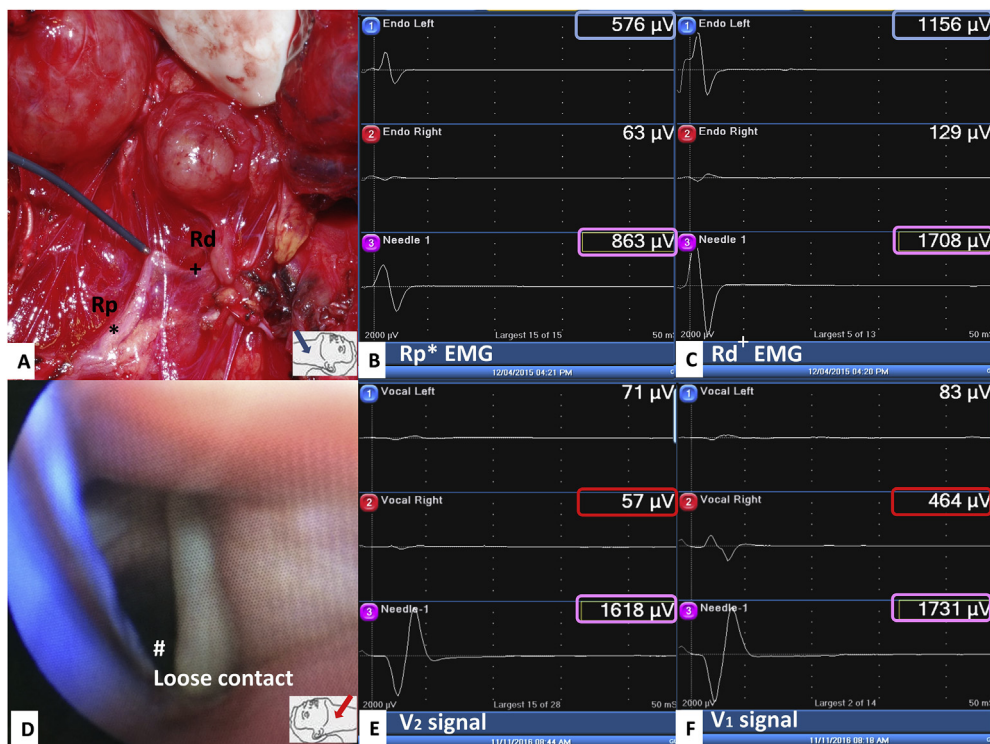 Rd
+
Rp
*
A
1 Endo Left 576 µV
2 Endo Right 63 µV
3 Needle 1 863 µV
2000 µV Largest 15 of 15 50 m
B Rp* EMG
12/04/2015 04:21 PM
1 Endo Left 1156 µV
2 Endo Right 129 µV
3 Needle 1 1708 µV
2000 µV Largest 5 of 13 50 m
C Rd+ EMG
12/04/2015 04:20 PM
#
Loose contact
D
1 Vocal Left 71 µV
2 Vocal Right 57 µV
3 Needle-1 1618 µV
2000 µV Largest 15 of 28 50 mS
E V2 signal
11/11/2016 08:44 AM
1 Vocal Left 83 µV
2 Vocal Right 464 µV
3 Needle-1 1731 µV
2000 µV Largest 2 of 14 50 m
F V1 signal
11/11/2016 08:18 AM